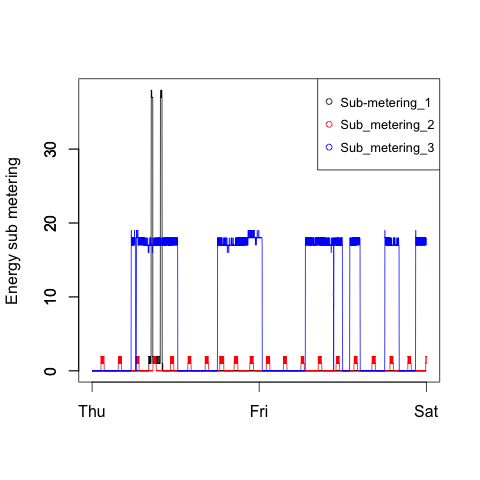 Sub-metering_1
Sub_metering_2
Sub_metering_3
Energy sub metering
30
20
10
0
Thu Fri Sat